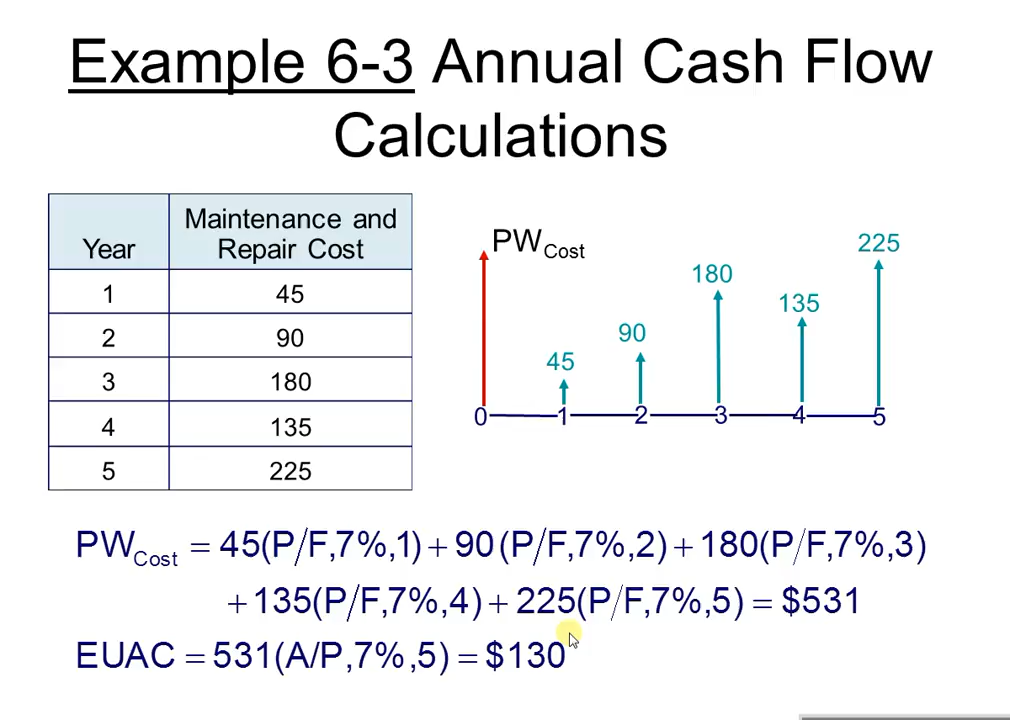 Example 6-3 Annual Cash Flow
Calculations
Year Maintenance and Repair Cost
1 45
2 90
3 180
4 135
5 225
PWCost
45
90
180
135
225
0 1 2 3 4 5
PWCost = 45(P/F,7%,1) + 90(P/F,7%,2) + 180(P/F,7%,3)
+ 135(P/F,7%,4) + 225(P/F,7%,5) = $531
EUAC = 531(A/P,7%,5) = $130